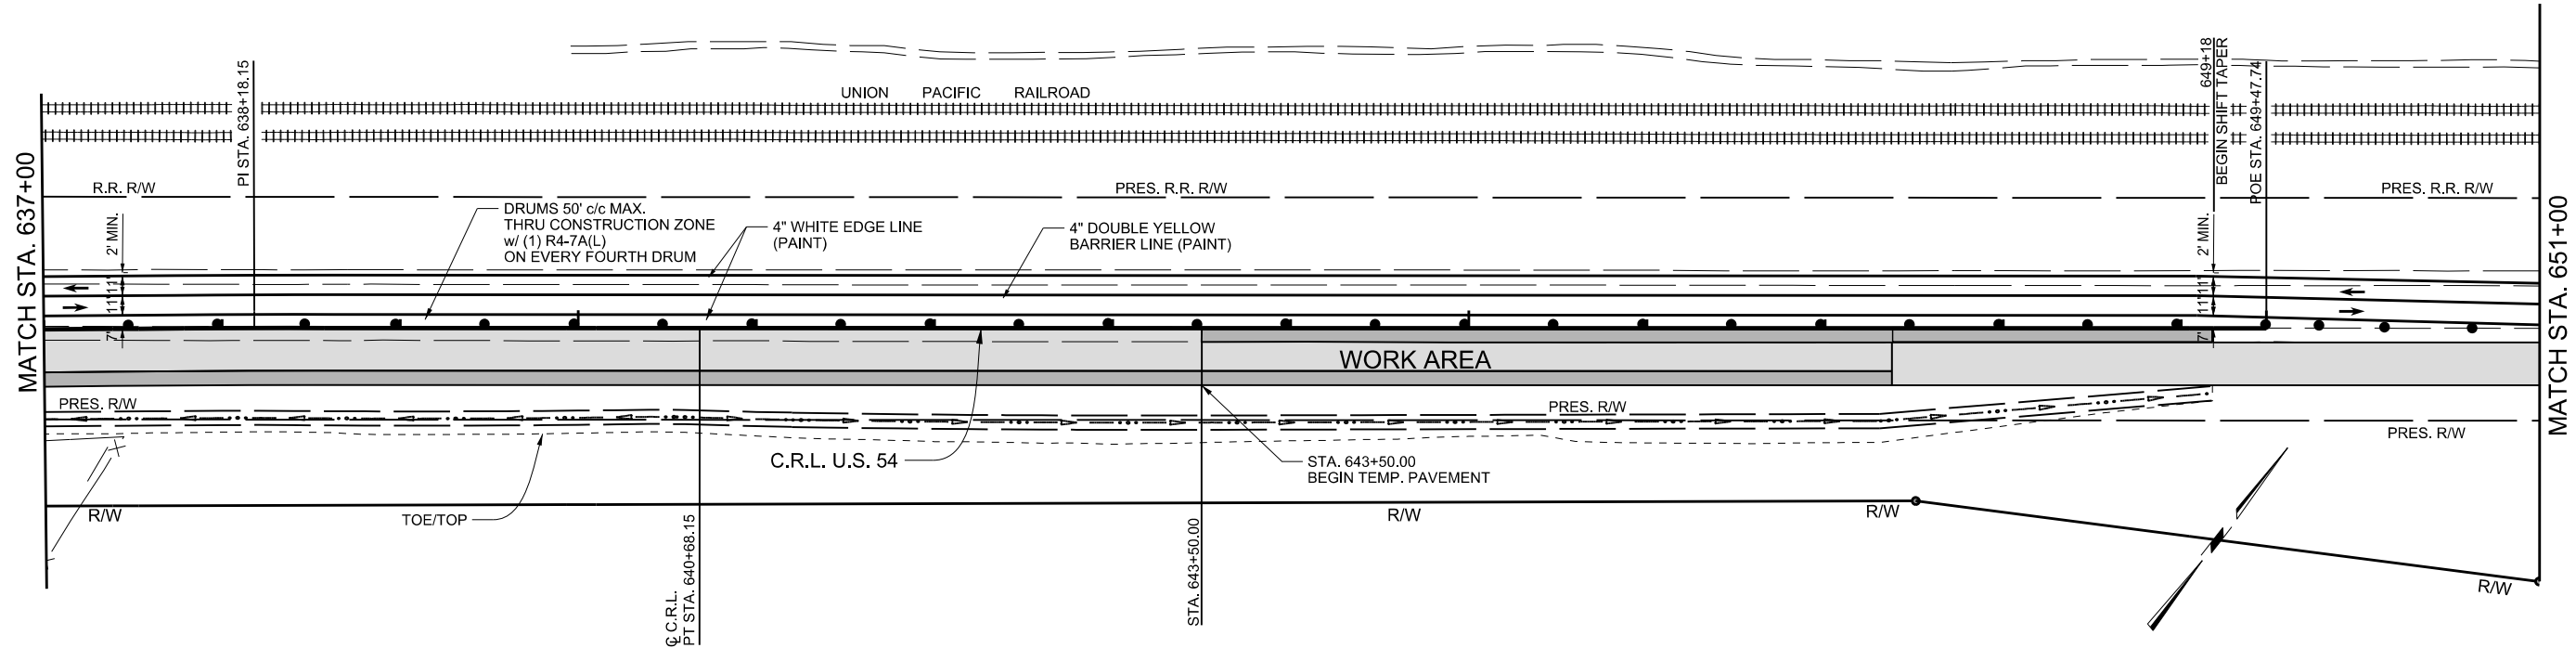 UNION PACIFIC RAILROAD
PI STA. 638+18.15
649+18
BEGIN SHIFT TAPER
POE STA. 649+47.74
MATCH STA. 637+00
MATCH STA. 651+00
R.R. R/W
PRES. R.R. R/W
PRES. R.R. R/W
DRUMS 50' c/c MAX.
THRU CONSTRUCTION ZONE
w/ (1) R4-7A(L)
ON EVERY FOURTH DRUM
4" WHITE EDGE LINE
(PAINT)
4" DOUBLE YELLOW
BARRIER LINE (PAINT)
2' MIN.
11'
11'
7'
2' MIN.
11'
11'
7'
WORK AREA
PRES. R/W
PRES. R/W
PRES. R/W
C.R.L. U.S. 54
STA. 643+50.00
BEGIN TEMP. PAVEMENT
TOE/TOP
R/W
R/W
R/W
R/W
℄ C.R.L.
PT STA. 640+68.15
STA. 643+50.00